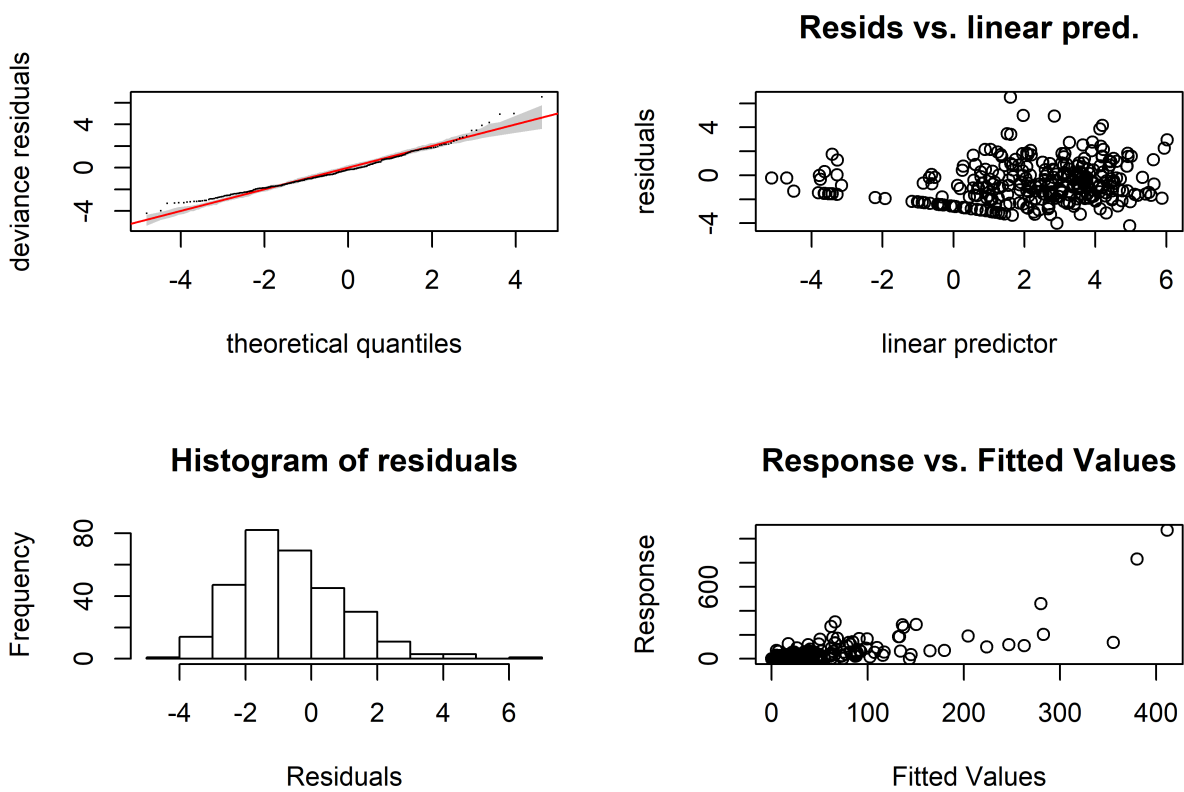 deviance residuals
4
0
-4
-4 -2 0 2 4
theoretical quantiles
Resids vs. linear pred.
residuals
4
0
-4
-4 -2 0 2 4 6
linear predictor
Histogram of residuals
Frequency
80
40
0
-4 -2 0 2 4 6
Residuals
Response vs. Fitted Values
Response
600
0
0 100 200 300 400
Fitted Values